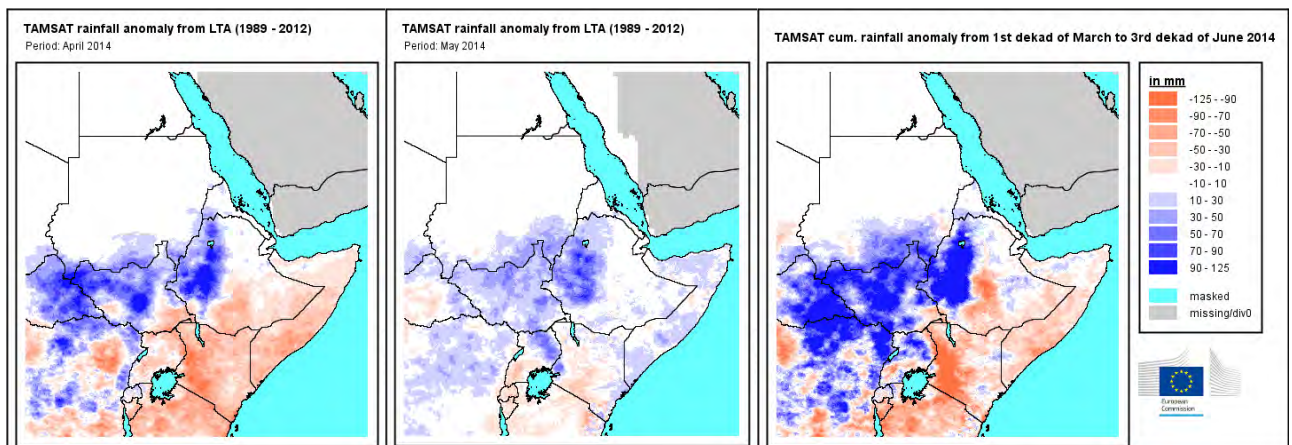 TAMSAT rainfall anomaly from LTA (1989 - 2012)
Period: April 2014
TAMSAT rainfall anomaly from LTA (1989 - 2012)
Period: May 2014
TAMSAT cum. rainfall anomaly from 1st dekad of March to 3rd dekad of June 2014
in mm
-125 - -90
-90 - -70
-70 - -50
-50 - -30
-30 - -10
-10 - 10
10 - 30
30 - 50
50 - 70
70 - 90
90 - 125
masked
missing/div0
European
Commission